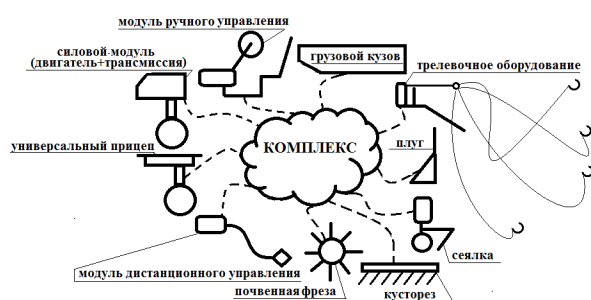 модуль ручного управления
силовой модуль
(двигатель+трансмиссия)
грузовой кузов
трелевочное оборудование
универсальный прицеп
КОМПЛЕКС
плуг
сеялка
модуль дистанционного управления
почвенная фреза
кусторез